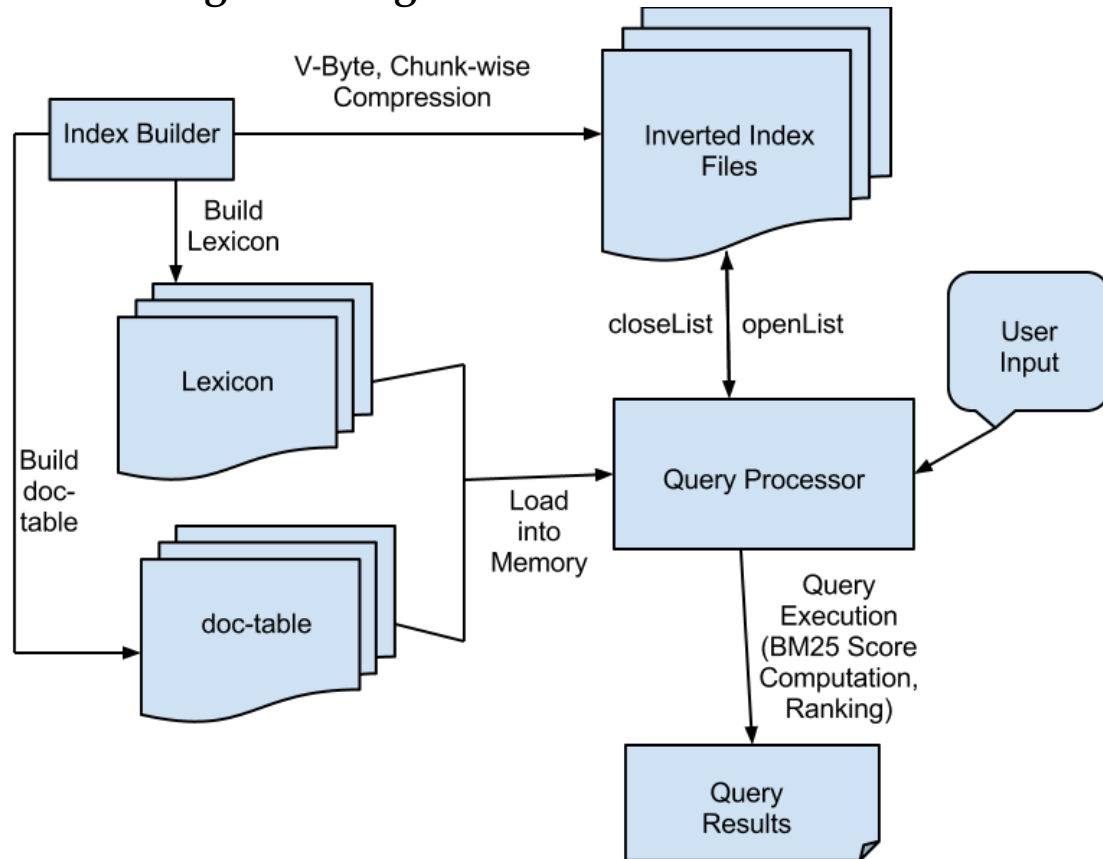 V-Byte, Chunk-wise
Compression
Index Builder
Inverted Index
Files
Build
Lexicon
closeList
openList
User
Input
Lexicon
Build
doc-
table
Query Processor
Load
into
Memory
doc-table
Query
Execution
(BM25 Score
Computation,
Ranking)
Query
Results